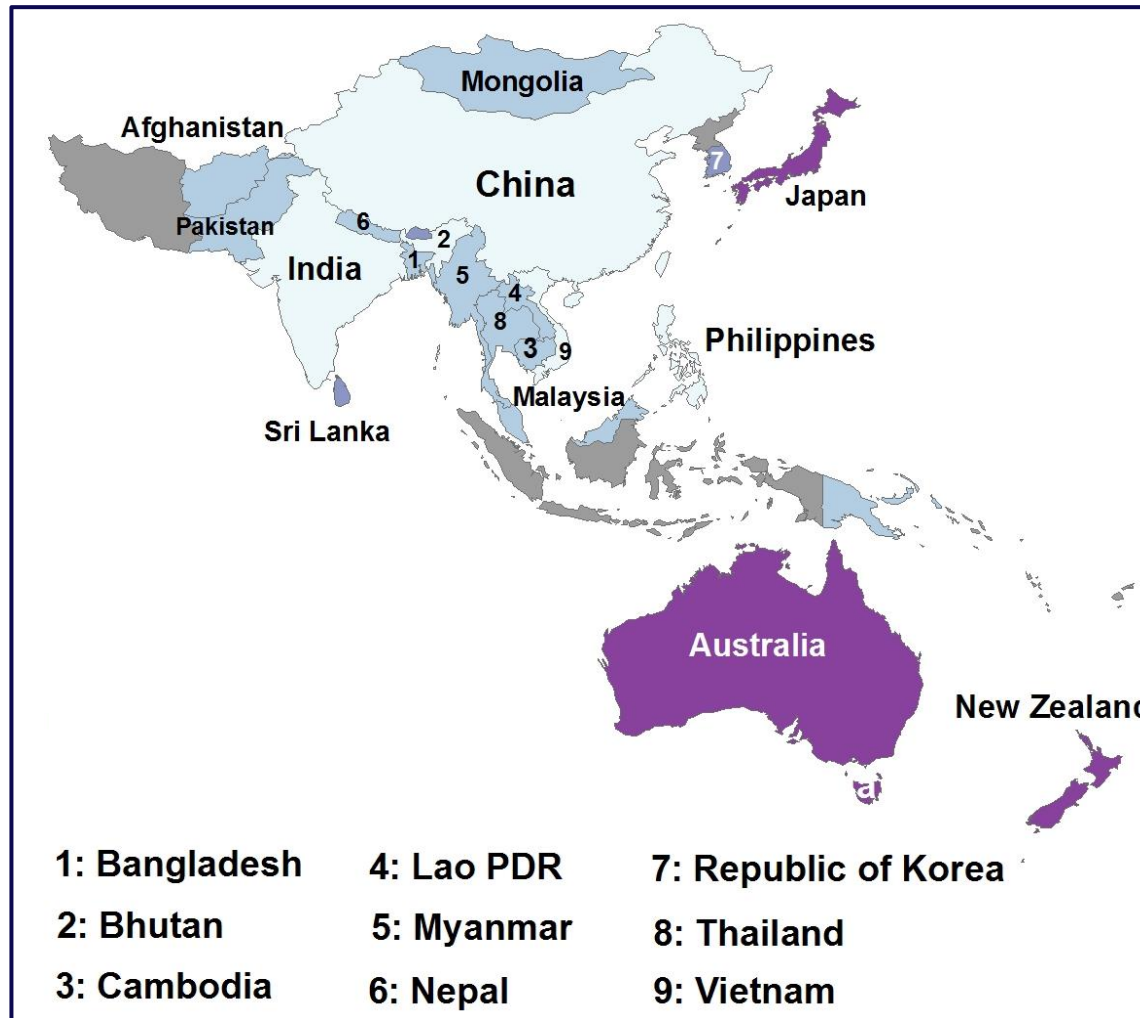 Mongolia
Afghanistan
China
7
Japan
Pakistan
6
2
India
1
5
4
8
3
9
Philippines
Malaysia
Sri Lanka
Australia
New Zealand
a
1: Bangladesh 4: Lao PDR 7: Republic of Korea
2: Bhutan 5: Myanmar 8: Thailand
3: Cambodia 6: Nepal 9: Vietnam